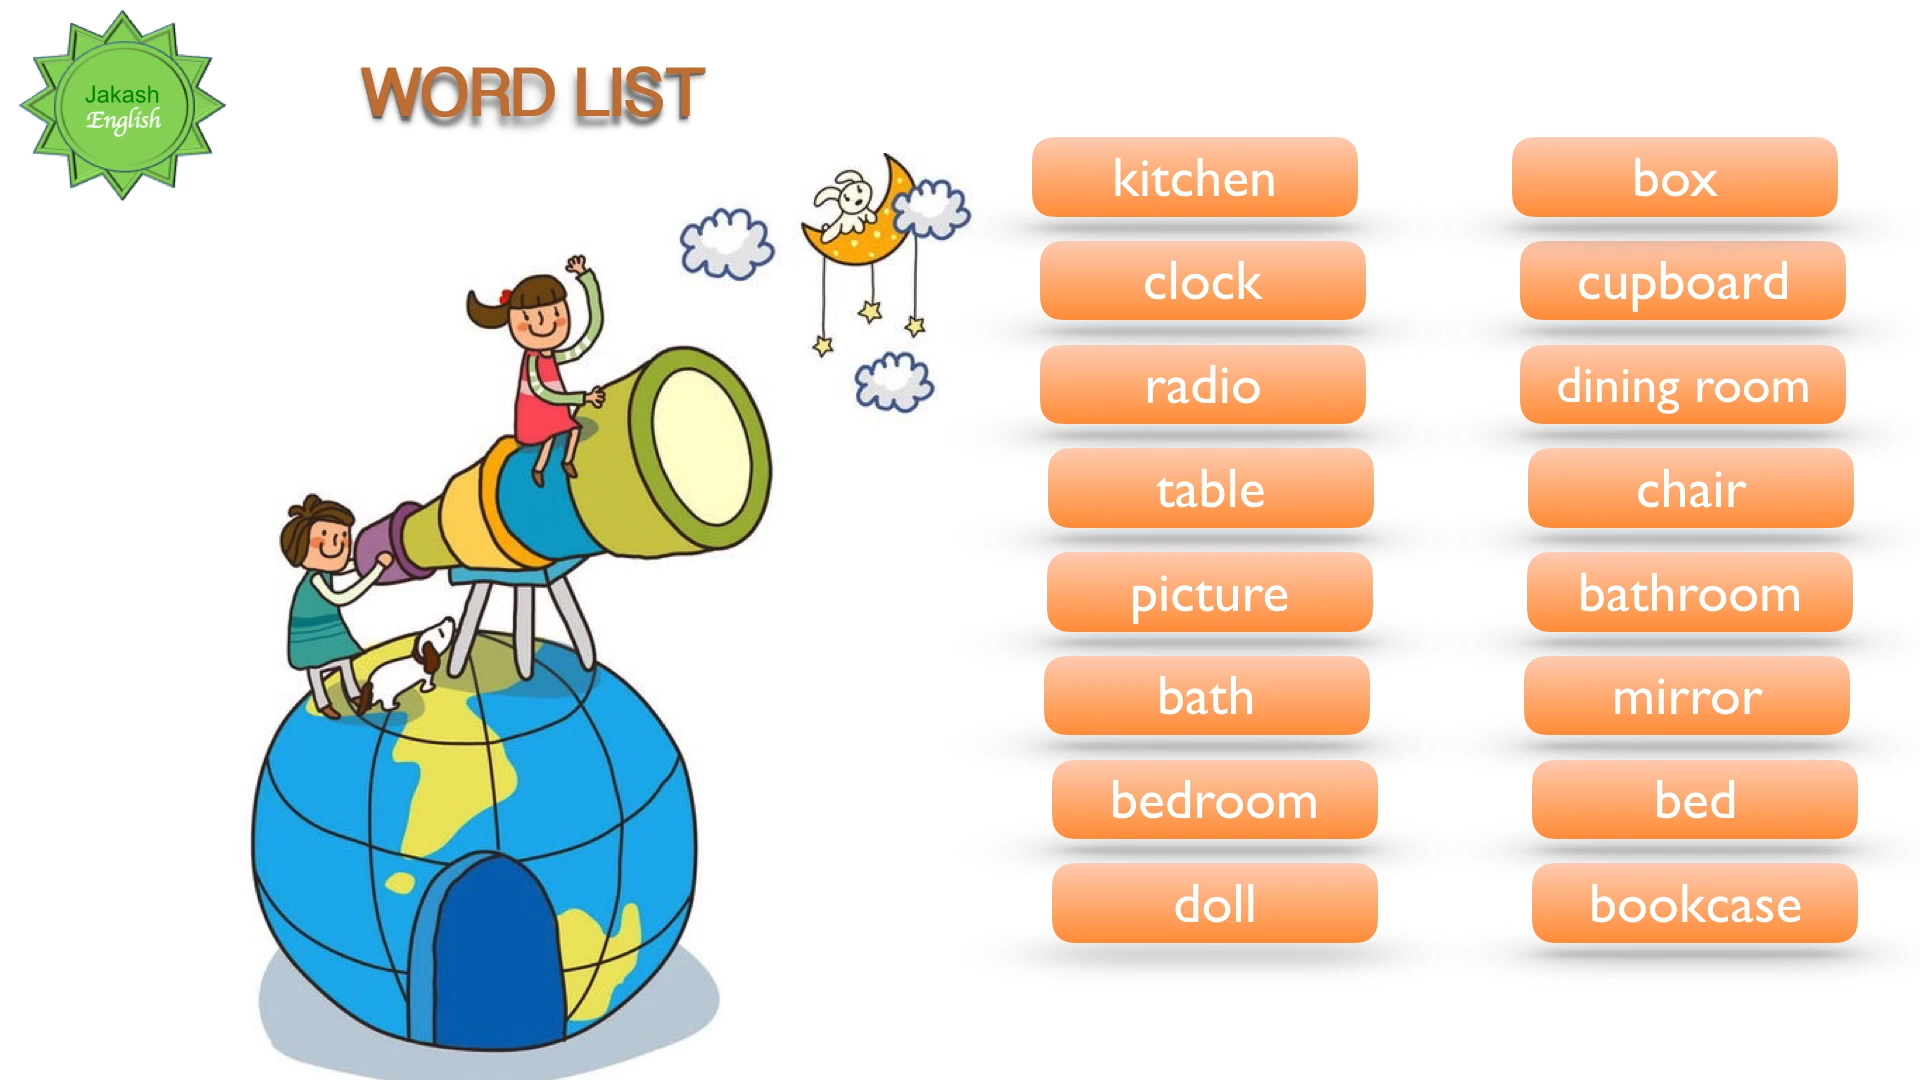 Jakash
English
WORD LIST
kitchen
box
clock
cupboard
radio
dining room
table
chair
picture
bathroom
bath
mirror
bedroom
bed
doll
bookcase